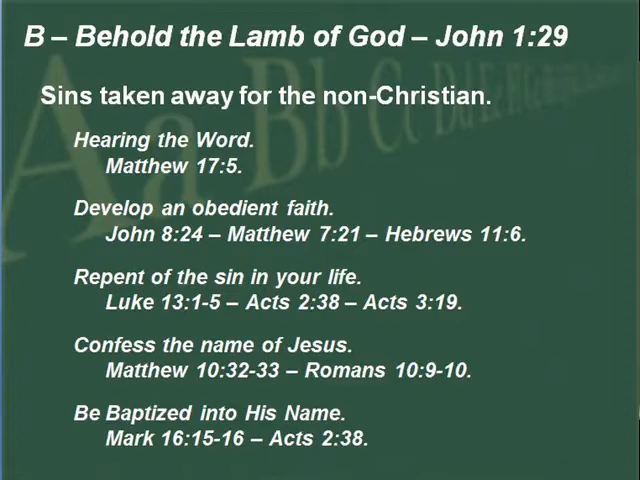 B – Behold the Lamb of God – John 1:29
Sins taken away for the non-Christian.
Hearing the Word.
Matthew 17:5.
Develop an obedient faith.
John 8:24 – Matthew 7:21 – Hebrews 11:6.
Repent of the sin in your life.
Luke 13:1-5 – Acts 2:38 – Acts 3:19.
Confess the name of Jesus.
Matthew 10:32-33 – Romans 10:9-10.
Be Baptized into His Name.
Mark 16:15-16 – Acts 2:38.
Aa Bb Cc Dd